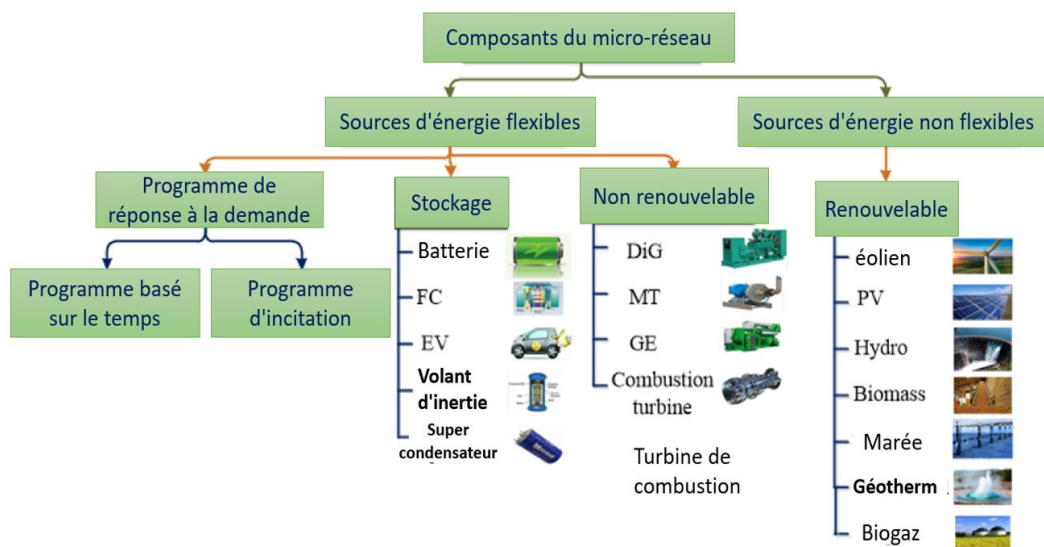 Composants du micro-réseau
Sources d'énergie flexibles
Sources d'énergie non flexibles
Programme de
réponse à la demande
Programme basé
sur le temps
Programme
d'incitation
Stockage
Batterie
FC
EV
Volant
d'inertie
Super
condensateur
Non renouvelable
DiG
MT
GE
Combustion
turbine
Turbine de
combustion
Renouvelable
éolien
PV
Hydro
Biomass
Marée
Géotherm
Biogaz